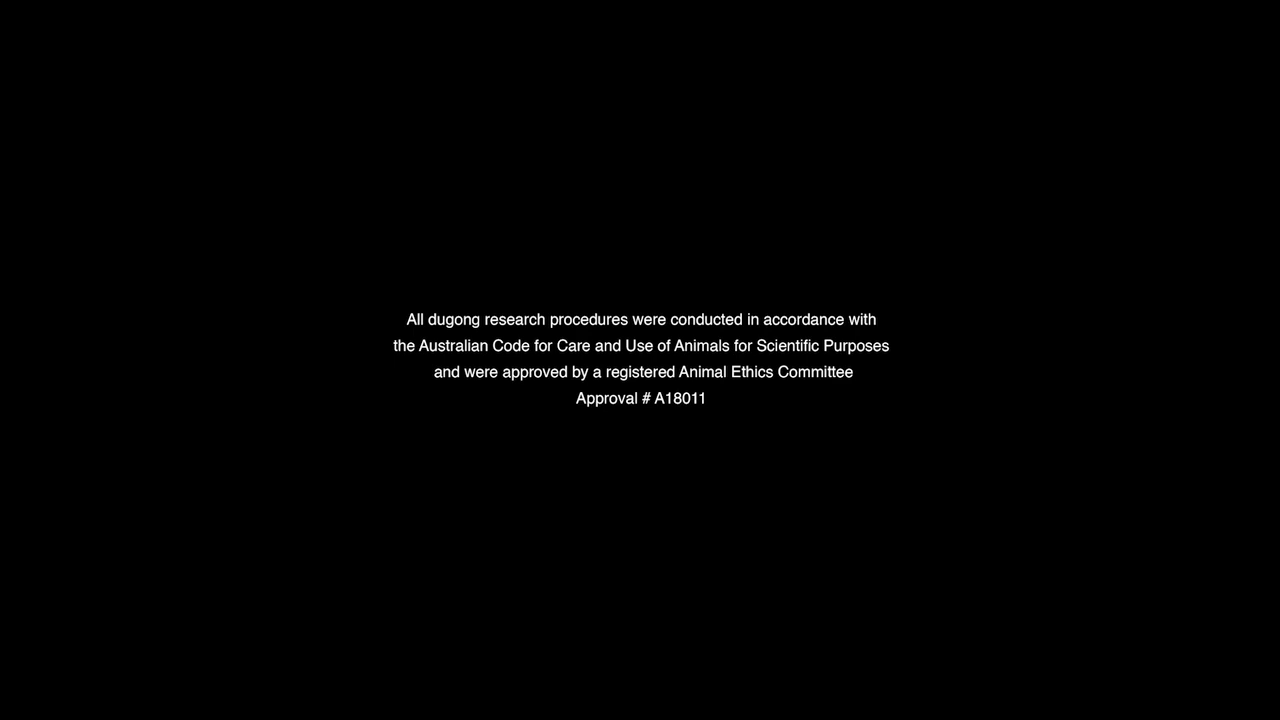 All dugong research procedures were conducted in accordance with
the Australian Code for Care and Use of Animals for Scientific Purposes
and were approved by a registered Animal Ethics Committee
Approval # A18011